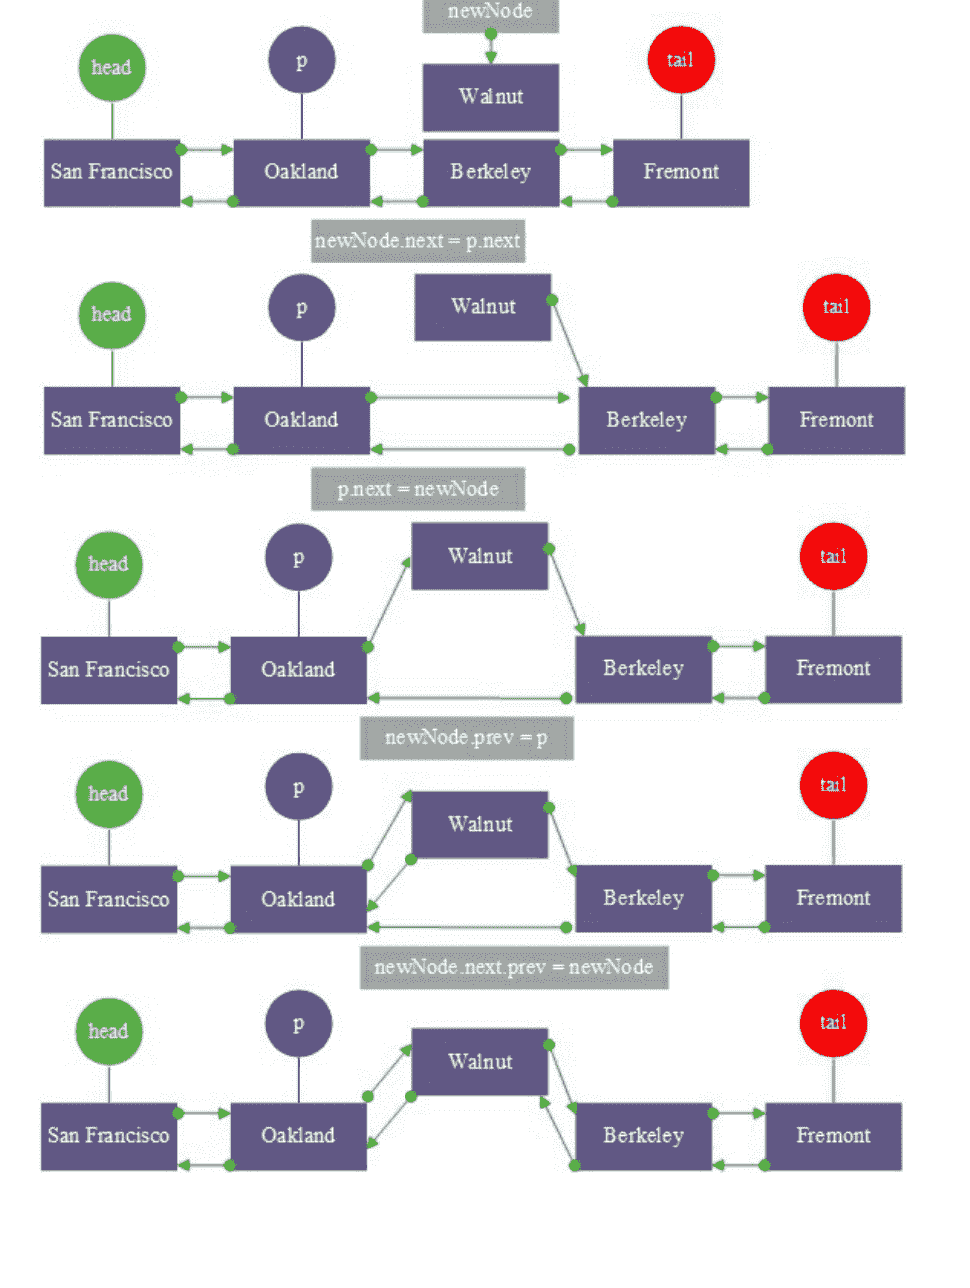 newNode
head
p
tail
Walnut
San Francisco
Oakland
Berkeley
Fremont
newNode.next = p.next
head
p
Walnut
tail
San Francisco
Oakland
Berkeley
Fremont
p.next = newNode
head
p
Walnut
tail
San Francisco
Oakland
Berkeley
Fremont
newNode.prev = p
head
p
Walnut
tail
San Francisco
Oakland
Berkeley
Fremont
newNode.next.prev = newNode
head
p
Walnut
tail
San Francisco
Oakland
Berkeley
Fremont